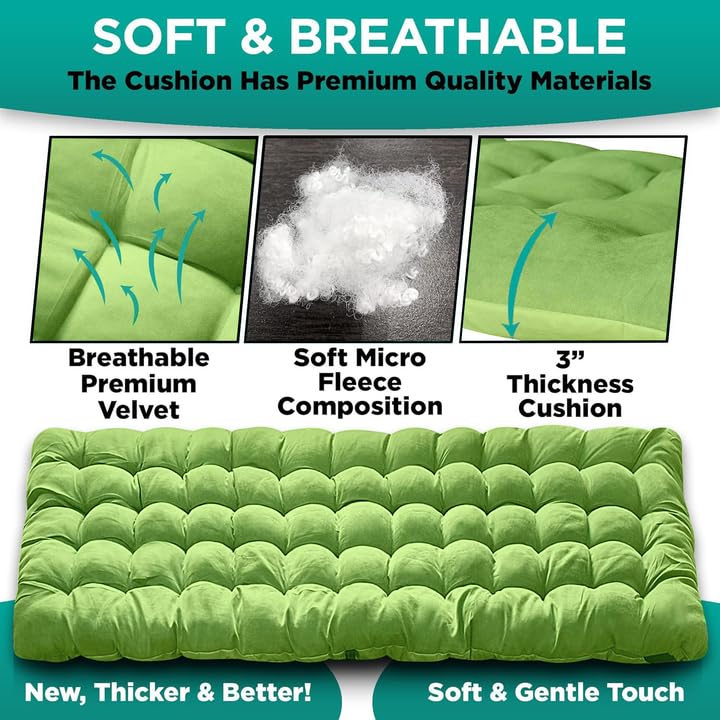 SOFT & BREATHABLE
The Cushion Has Premium Quality Materials
Breathable
Premium
Velvet
Soft Micro
Fleece
Composition
3”
Thickness
Cushion
New, Thicker & Better!
Soft & Gentle Touch